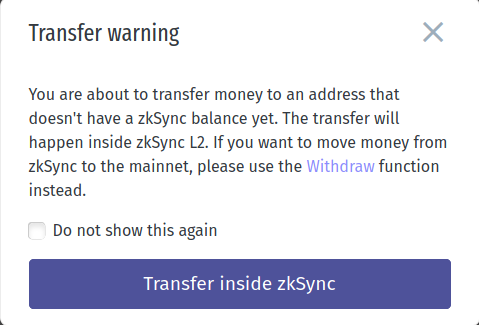 Transfer warning
You are about to transfer money to an address that
doesn't have a zkSync balance yet. The transfer will
happen inside zkSync L2. If you want to move money from
zkSync to the mainnet, please use the Withdraw function
instead.
Do not show this again
Transfer inside zkSync